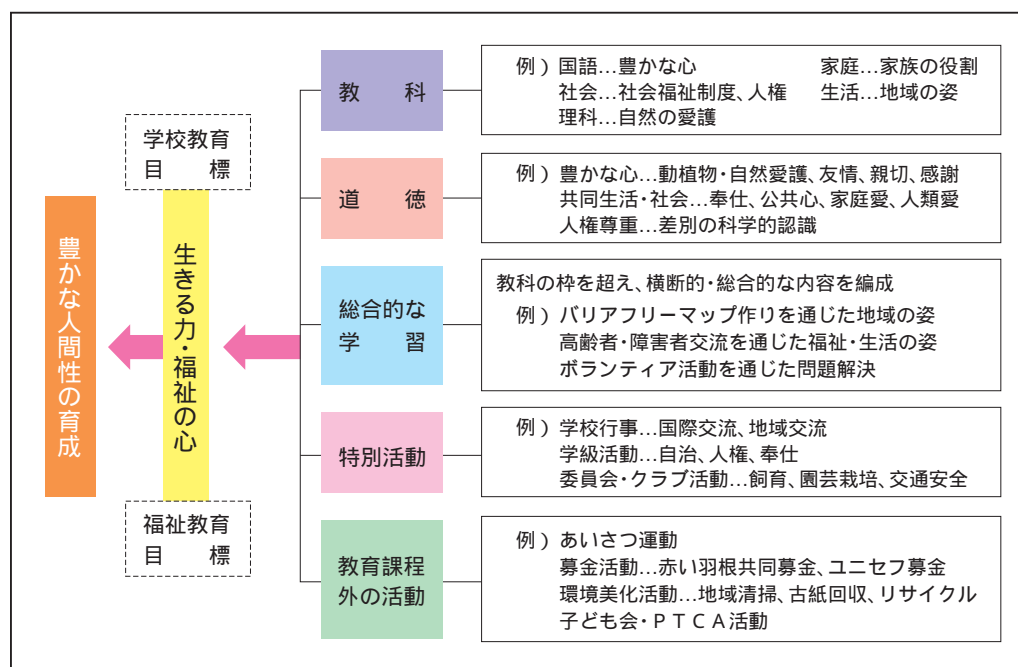 豊かな人間性の育成
学校教育
目　　標
生きる力・福祉の心
福祉教育
目　　標
教　　科
例）国語…豊かな心　　　　　家庭…家族の役割
社会…社会福祉制度、人権　　生活…地域の姿
理科…自然の愛護
道　　徳
例）豊かな心…動植物・自然愛護、友情、親切、感謝
共同生活・社会…奉仕、公共心、家庭愛、人類愛
人権尊重…差別の科学的認識
総合的な
学　　習
教科の枠を超え、横断的・総合的な内容を編成
例）バリアフリーマップ作りを通じた地域の姿
高齢者・障害者交流を通じた福祉・生活の姿
ボランティア活動を通じた問題解決
特別活動
例）学校行事…国際交流、地域交流
学級活動…自治、人権、奉仕
委員会・クラブ活動…飼育、園芸栽培、交通安全
教育課程
外の活動
例）あいさつ運動
募金活動…赤い羽根共同募金、ユニセフ募金
環境美化活動…地域清掃、古紙回収、リサイクル
子ども会・ＰＴＣＡ活動